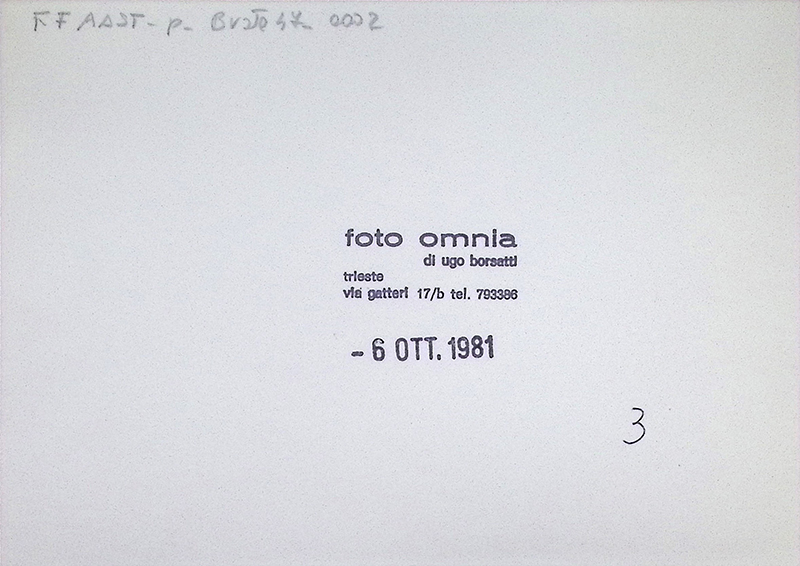 foto omnia
di ugo borsatti
trieste
via gatteri 17/b tel. 793386
- 6 OTT. 1981
3